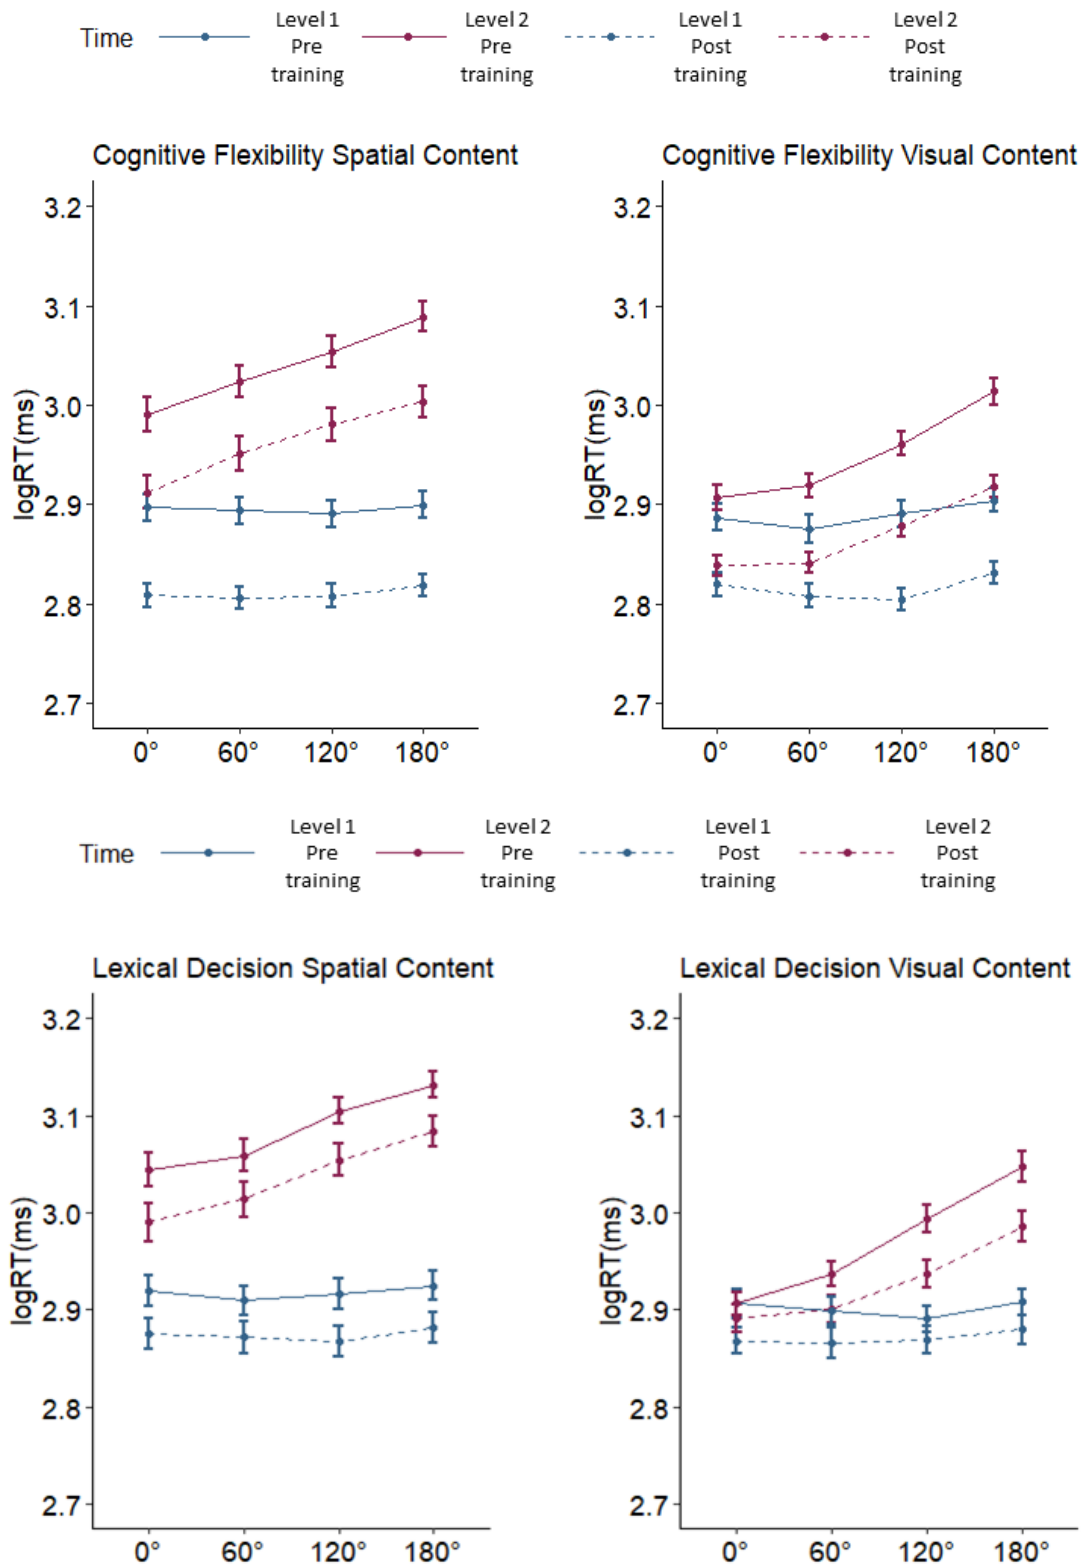 Time Level 1 Pre training Level 2 Pre training Level 1 Post training Level 2 Post training
Cognitive Flexibility Spatial Content
3.2
3.1
3.0
2.9
2.8
2.7
logRT(ms)
0° 60° 120° 180°
Cognitive Flexibility Visual Content
3.2
3.1
3.0
2.9
2.8
2.7
logRT(ms)
0° 60° 120° 180°
Time Level 1 Pre training Level 2 Pre training Level 1 Post training Level 2 Post training
Lexical Decision Spatial Content
3.2
3.1
3.0
2.9
2.8
2.7
logRT(ms)
0° 60° 120° 180°
Lexical Decision Visual Content
3.2
3.1
3.0
2.9
2.8
2.7
logRT(ms)
0° 60° 120° 180°